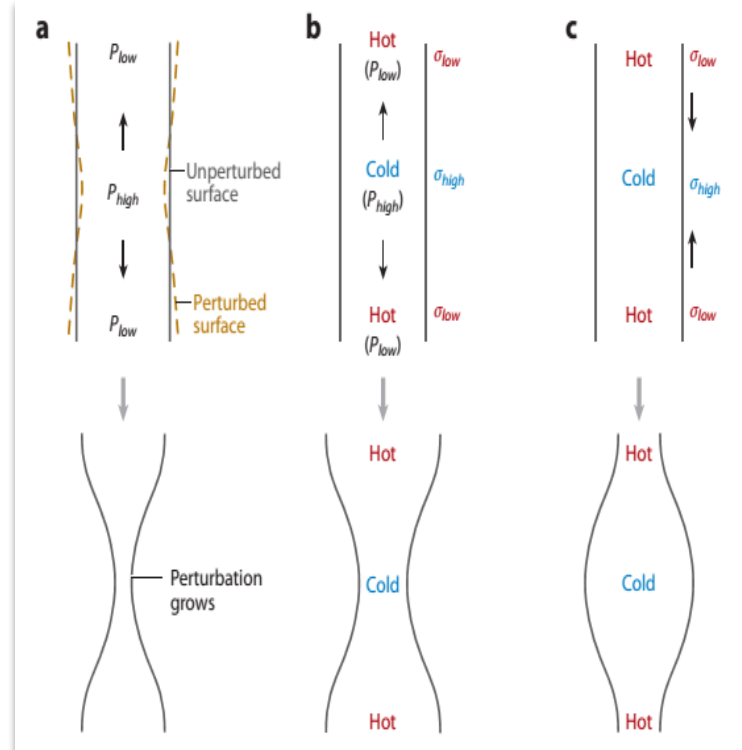 a
P_low
P_high
Unperturbed
surface
Perturbed
surface
P_low
Perturbation
grows
b
Hot
(P_low)
σ_low
Cold
(P_high)
σ_high
Hot
(P_low)
σ_low
Hot
Cold
Hot
c
Hot
σ_low
Cold
σ_high
Hot
σ_low
Hot
Cold
Hot